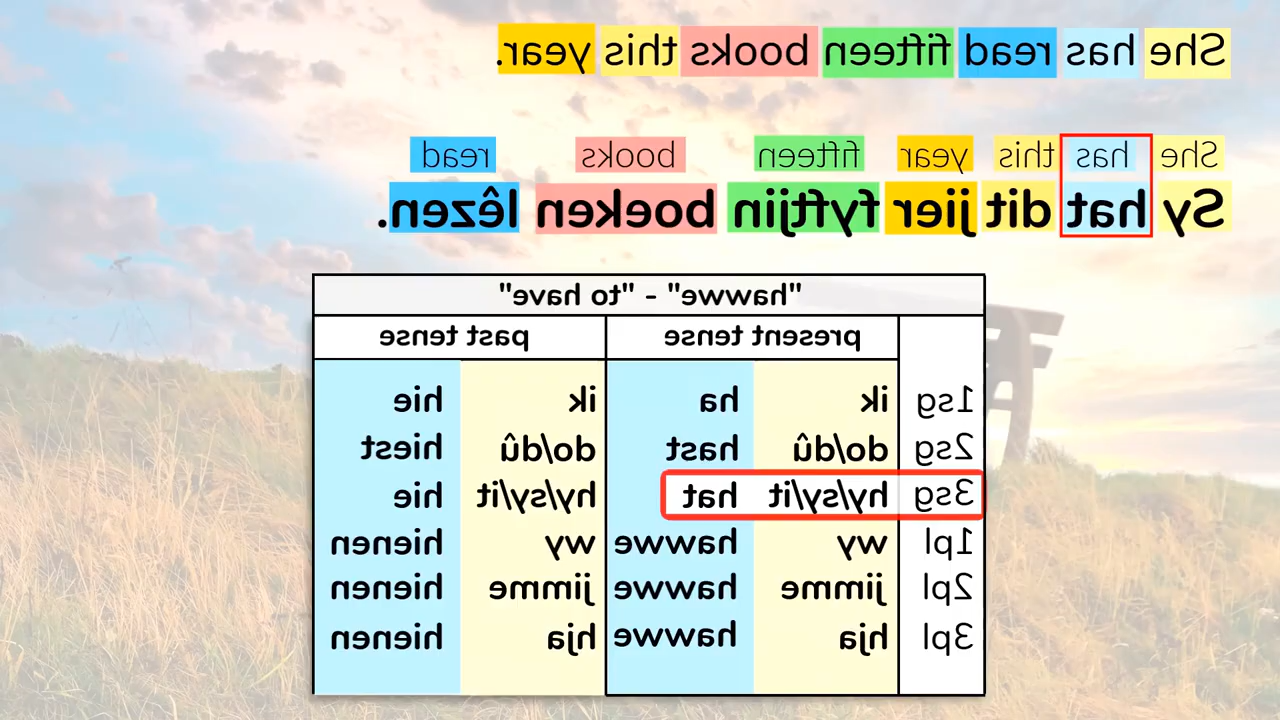 She has read fifteen books this year.
She has this year fifteen books read
Sy hat dit jier fyftjin boeken lêzen.
"hawwe" - "to have"
present tense past tense
1sg ik ha ik hie
2sg do/dû hast do/dû hiest
3sg hy/sy/it hat hy/sy/it hie
1pl wy hawwe wy hienen
2pl jimme hawwe jimme hienen
3pl hja hawwe hja hienen